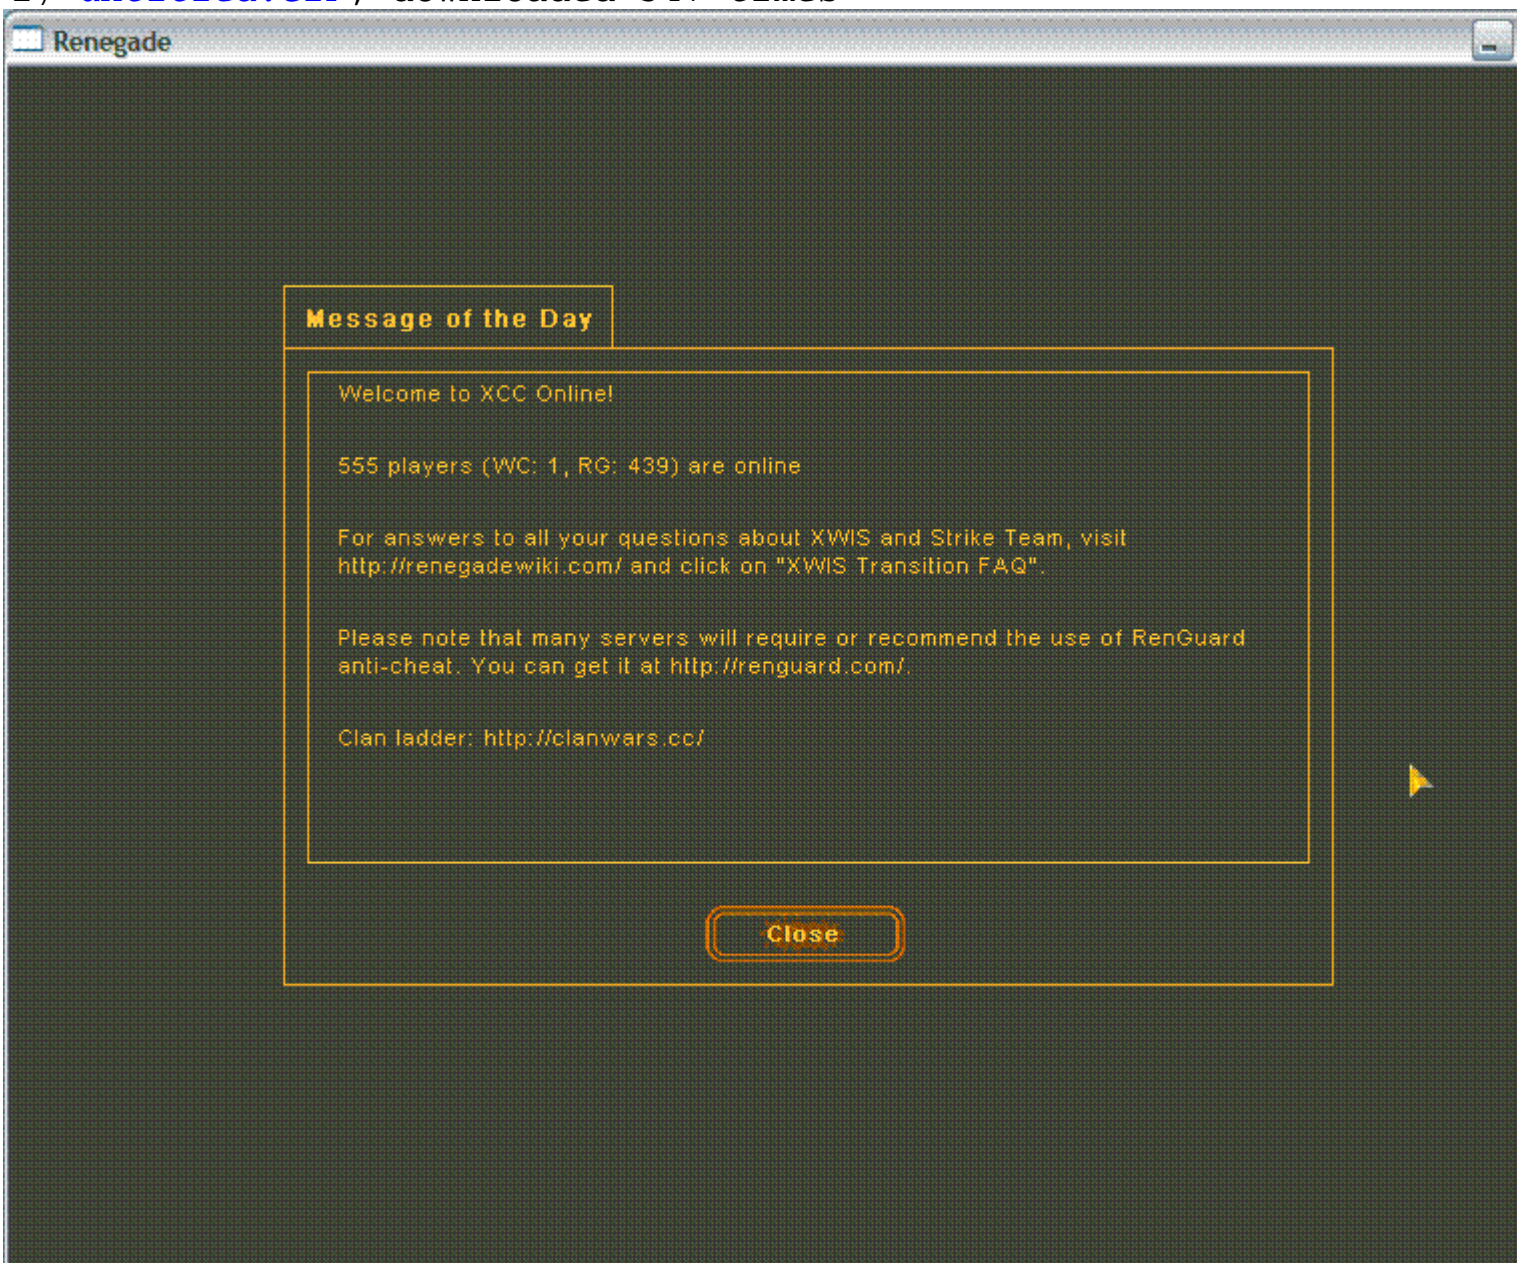 Renegade
Message of the Day
Welcome to XCC Online!
555 players (WC: 1, RG: 439) are online
For answers to all your questions about XWIS and Strike Team, visit
http://renegadewiki.com/ and click on "XWIS Transition FAQ".
Please note that many servers will require or recommend the use of RenGuard
anti-cheat. You can get it at http://renguard.com/.
Clan ladder: http://clanwars.cc/
Close